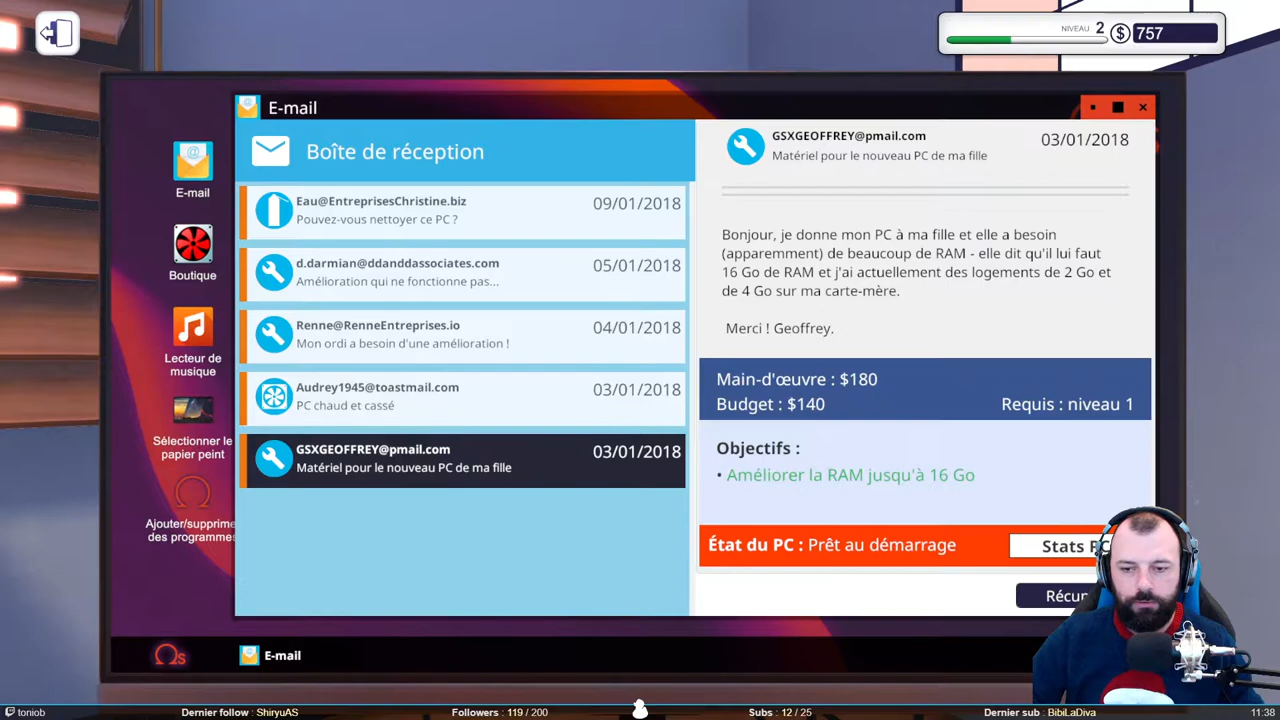 NIVEAU 2 $ 757
E-mail
Boîte de réception
Eau@EntreprisesChristine.biz 09/01/2018
Pouvez-vous nettoyer ce PC ?
d.darmian@ddandassociates.com 05/01/2018
Amélioration qui ne fonctionne pas...
Renne@RenneEntreprises.io 04/01/2018
Mon ordi a besoin d'une amélioration !
Audrey1945@toastmail.com 03/01/2018
PC chaud et cassé
GSXGEOFFREY@pmail.com 03/01/2018
Matériel pour le nouveau PC de ma fille
GSXGEOFFREY@pmail.com 03/01/2018
Matériel pour le nouveau PC de ma fille
Bonjour, je donne mon PC à ma fille et elle a besoin
(apparemment) de beaucoup de RAM - elle dit qu'il lui faut
16 Go de RAM et j'ai actuellement des logements de 2 Go et
de 4 Go sur ma carte-mère.
Merci ! Geoffrey.
Main-d'œuvre : $180
Budget : $140 Requis : niveau 1
Objectifs :
• Améliorer la RAM jusqu'à 16 Go
État du PC : Prêt au démarrage Stats PC
Récup
E-mail
Boutique
Lecteur de
musique
Sélectionner le
papier peint
Ajouter/supprime
des programmes
Ωs E-mail
toniob Dernier follow : ShiryuAS Followers : 119 / 200 Subs : 12 / 25 Dernier sub : BibiLaDiva 11:38